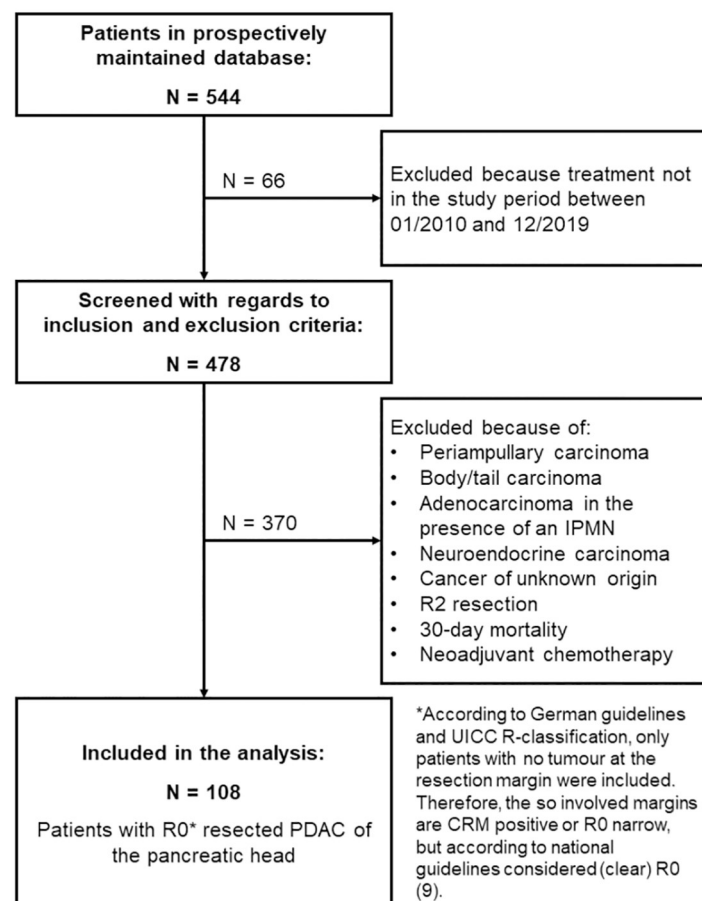 Patients in prospectively
maintained database:
N = 544
N = 66
Excluded because treatment not
in the study period between
01/2010 and 12/2019
Screened with regards to
inclusion and exclusion criteria:
N = 478
N = 370
Excluded because of:
• Periampullary carcinoma
• Body/tail carcinoma
• Adenocarcinoma in the
presence of an IPMN
• Neuroendocrine carcinoma
• Cancer of unknown origin
• R2 resection
• 30-day mortality
• Neoadjuvant chemotherapy
Included in the analysis:
N = 108
Patients with R0* resected PDAC of
the pancreatic head
*According to German guidelines
and UICC R-classification, only
patients with no tumour at the
resection margin were included.
Therefore, the so involved margins
are CRM positive or R0 narrow,
but according to national
guidelines considered (clear) R0
(9).